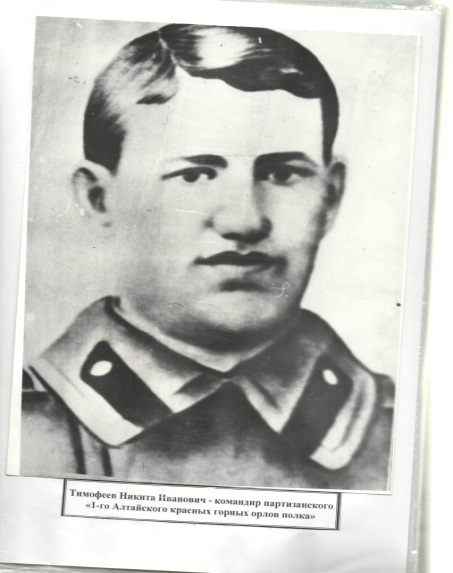 Тимофеев Никита Иванович - командир партизанского
«1-го Алтайского красных горных орлов полка»